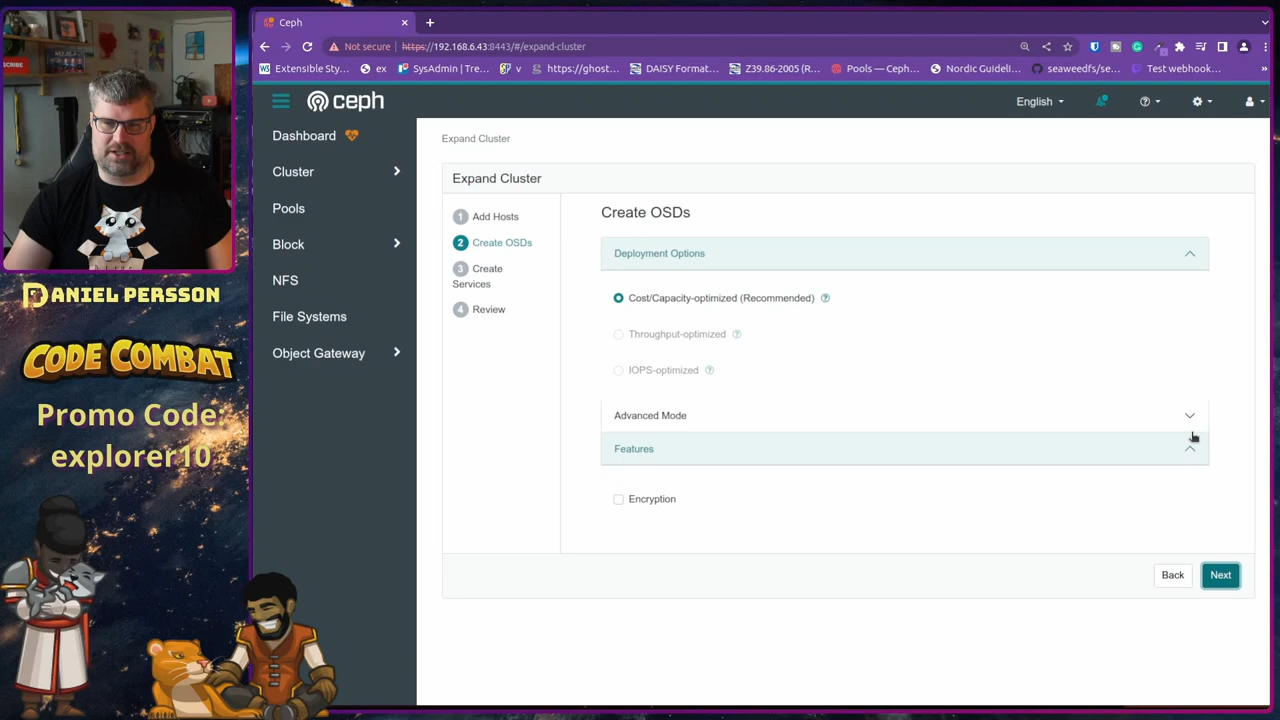 Ceph
Not secure
https://192.168.6.43:8443/#/expand-cluster
Extensible Sty...
ex
SysAdmin | Tre...
v
https://ghost...
DAISY Format...
Z39.86-2005 (R...
Pools — Ceph...
Nordic Guideli...
seaweedfs/se...
Test webhook...
»
ceph
English
Dashboard
Cluster
Pools
Block
NFS
File Systems
Object Gateway
Expand Cluster
Expand Cluster
1 Add Hosts
2 Create OSDs
3 Create
Services
4 Review
Create OSDs
Deployment Options
Cost/Capacity-optimized (Recommended)
Throughput-optimized
IOPS-optimized
Advanced Mode
Features
Encryption
Back
Next
DANIEL PERSSON
CODE COMBAT
Promo Code:
explorer10